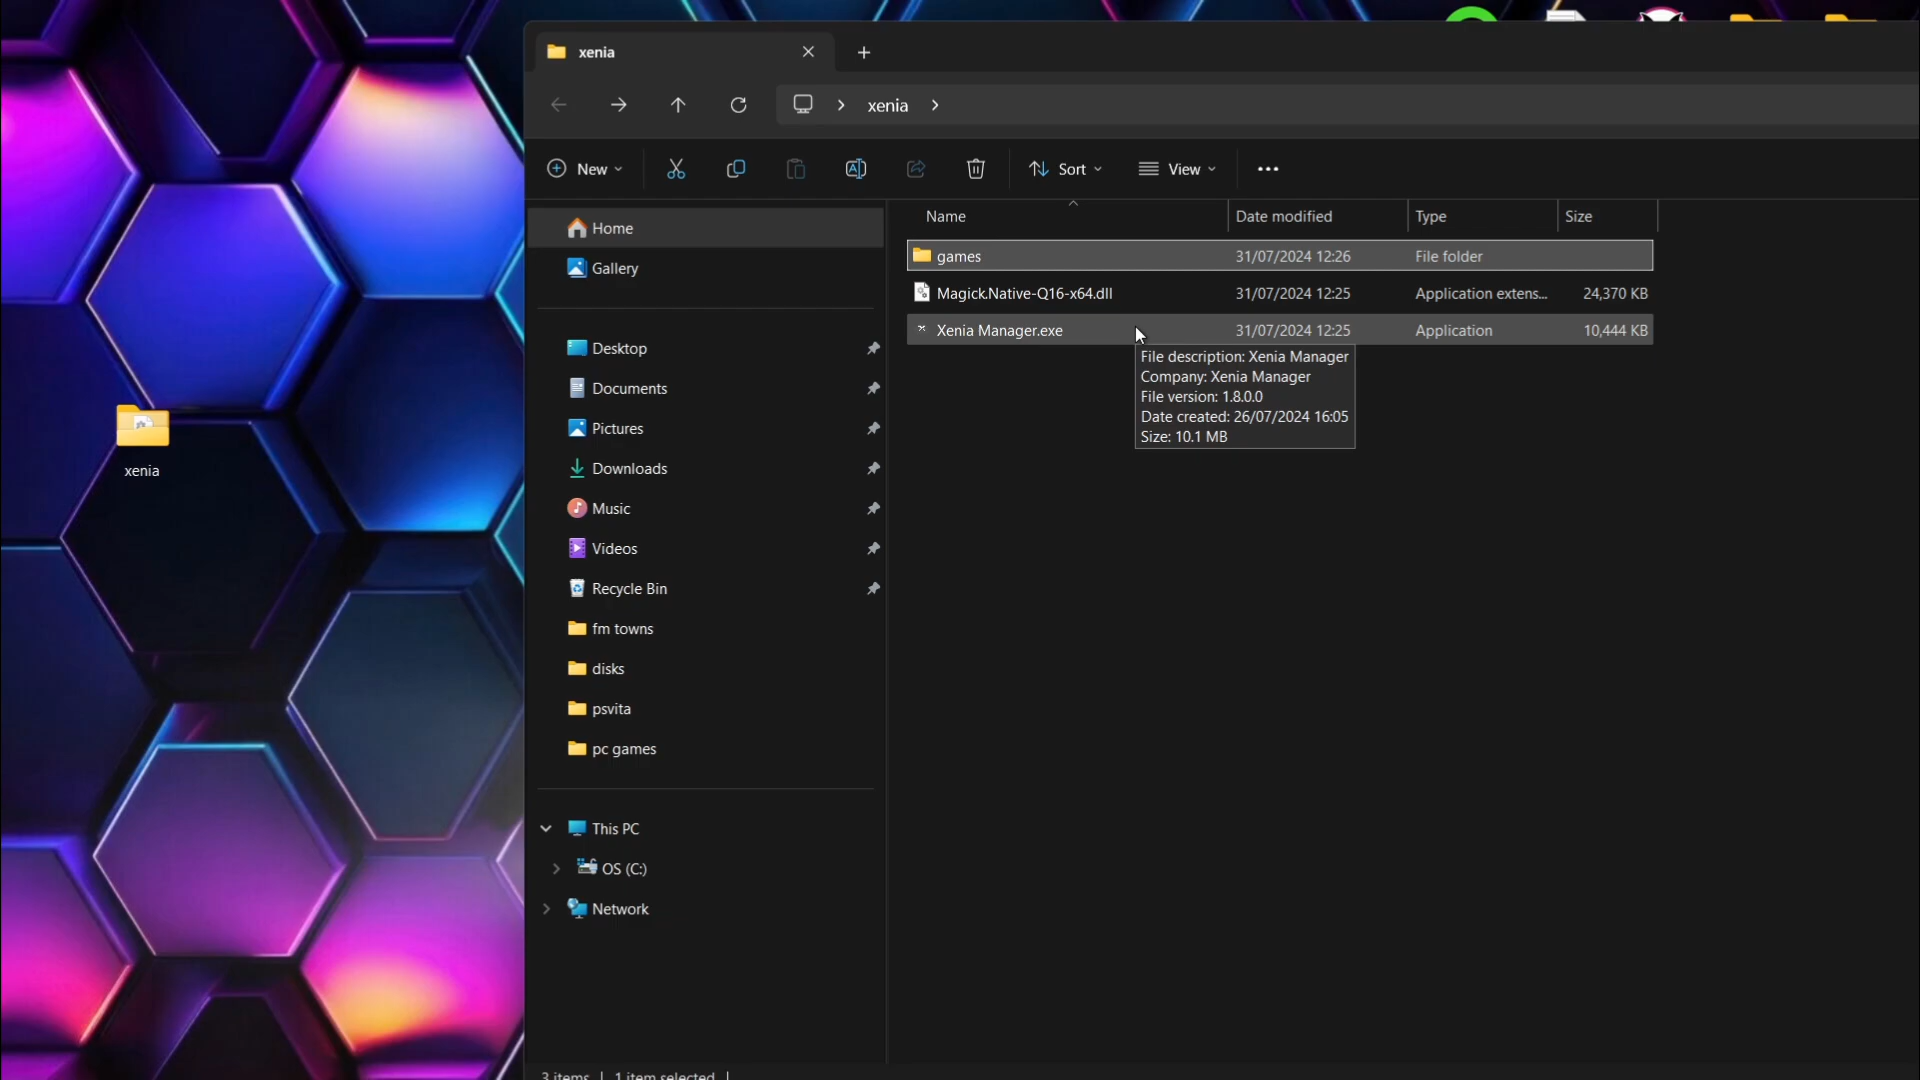 xenia
xenia
New
Sort
View
Name
Date modified
Type
Size
Home
Gallery
Desktop
Documents
Pictures
Downloads
Music
Videos
Recycle Bin
fm towns
disks
psvita
pc games
This PC
OS (C:)
Network
games 31/07/2024 12:26 File folder
Magick.Native-Q16-x64.dll 31/07/2024 12:25 Application extens... 24,370 KB
Xenia Manager.exe 31/07/2024 12:25 Application 10,444 KB
File description: Xenia Manager
Company: Xenia Manager
File version: 1.8.0.0
Date created: 26/07/2024 16:05
Size: 10.1 MB
xenia
3 items 1 item selected